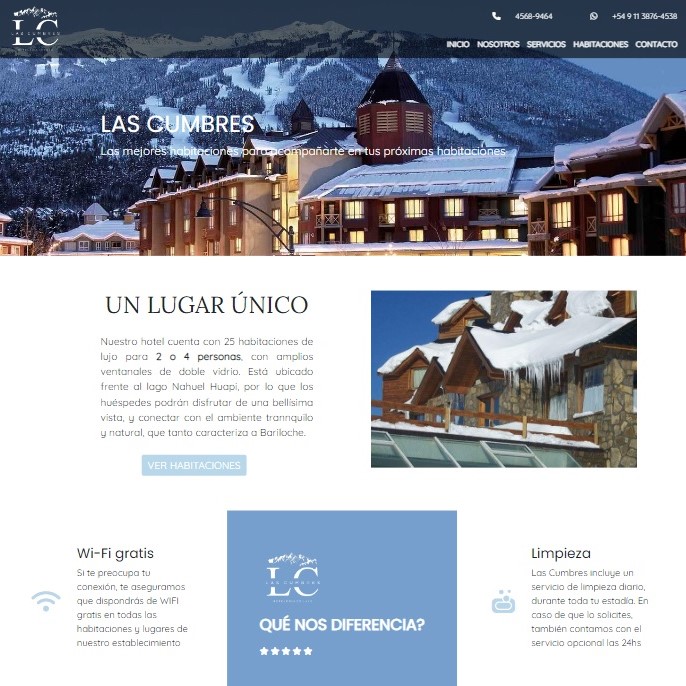 LC
LAS CUMBRES
4568-9464
+54 9 11 3876-4538
INICIO NOSOTROS SERVICIOS HABITACIONES CONTACTO
LAS CUMBRES
Las mejores habitaciones para acompañarte en tus próximas habitaciones
UN LUGAR ÚNICO
Nuestro hotel cuenta con 25 habitaciones de
lujo para 2 o 4 personas, con amplios
ventanales de doble vidrio. Está ubicado
frente al lago Nahuel Huapi, por lo que los
huéspedes podrán disfrutar de una bellísima
vista, y conectar con el ambiente trannquilo
y natural, que tanto caracteriza a Bariloche.
VER HABITACIONES
Wi-Fi gratis
Si te preocupa tu
conexión, te aseguramos
que dispondrás de WIFI
gratis en todas las
habitaciones y lugares de
nuestro establecimiento
LC
LAS CUMBRES
QUÉ NOS DIFERENCIA?
Limpieza
Las Cumbres incluye un
servicio de limpieza diario,
durante toda tu estadía. En
caso de que lo solicites,
también contamos con el
servicio opcional las 24hs